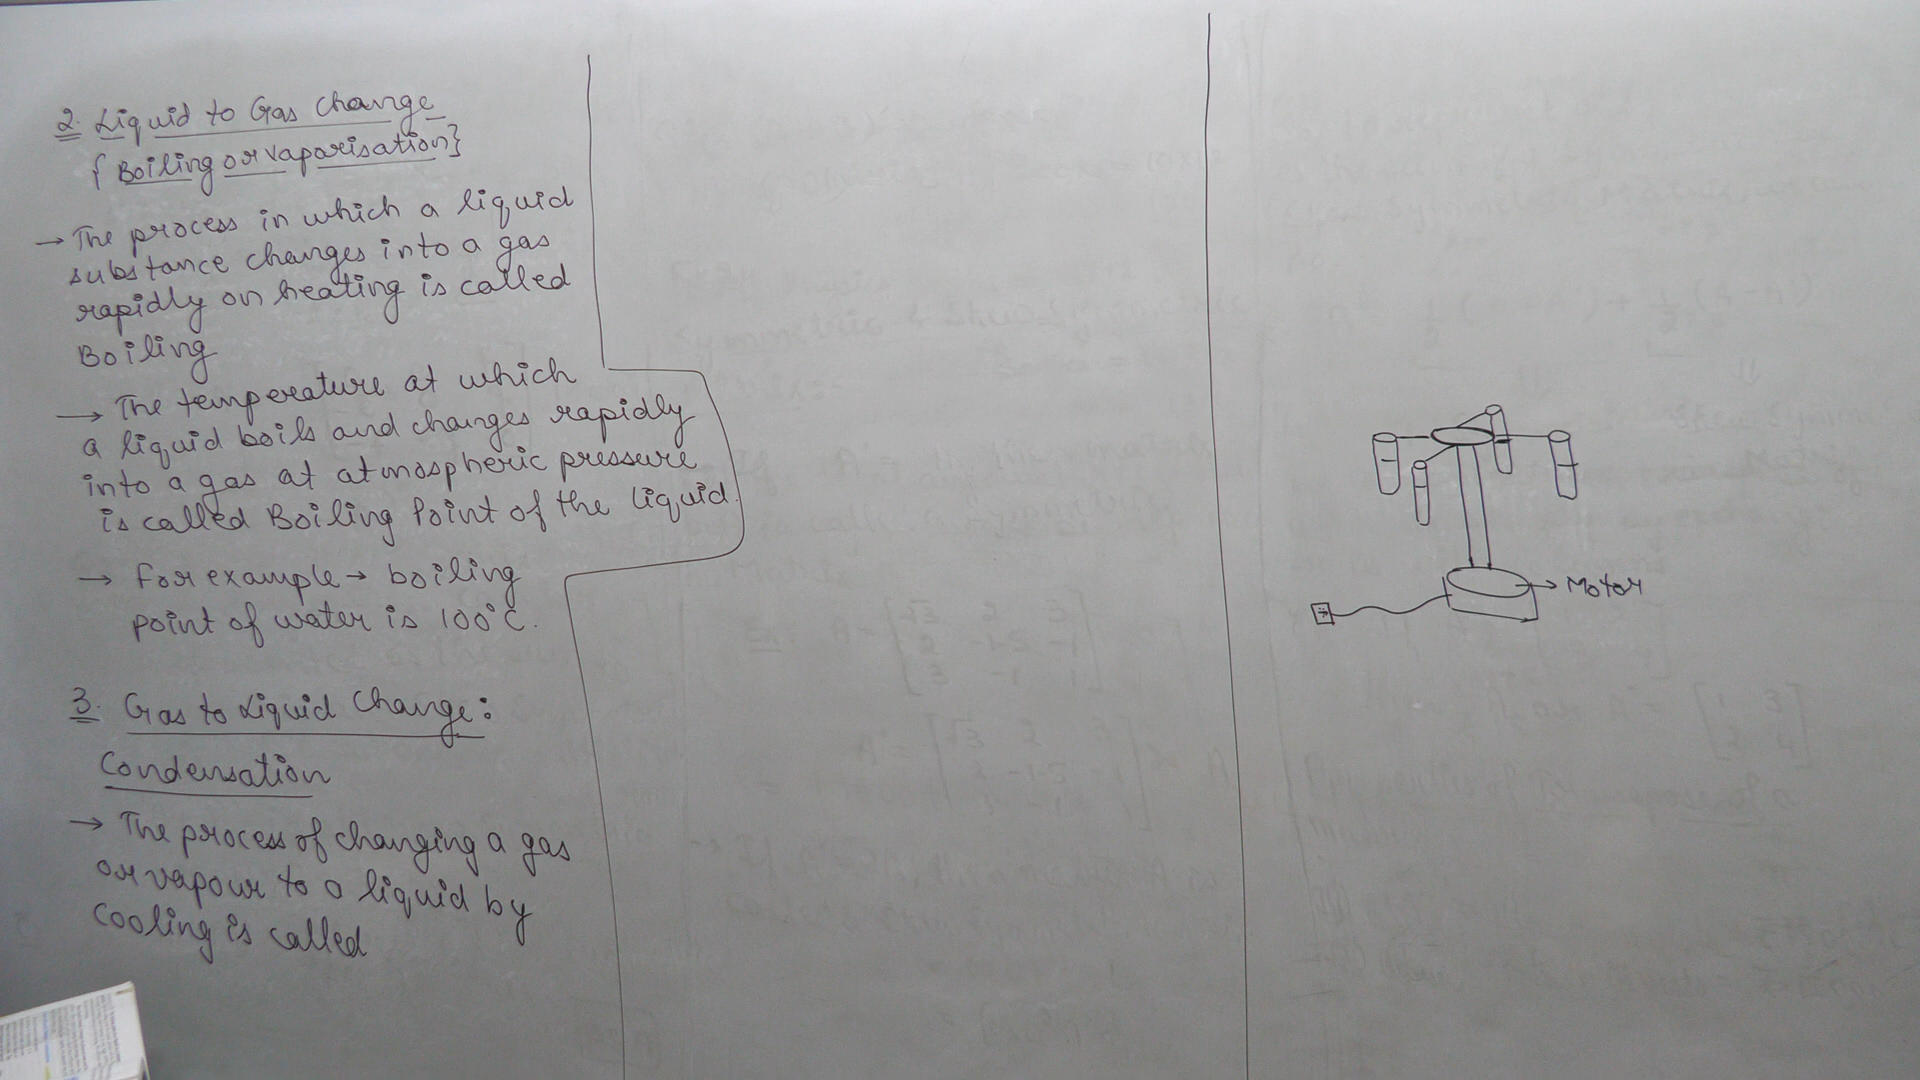 2. Liquid to Gas Change
{ Boiling or vaparisation}
→ The process in which a liquid
substance changes into a gas
rapidly on heating is called
Boiling
→ The temperature at which
a liquid boils and changes rapidly
into a gas at atmospheric pressure
is called Boiling Point of the liquid.
→ For example → boiling
point of water is 100°C.
3. Gas to Liquid Change:
Condensation
→ The process of changing a gas
or vapour to a liquid by
Cooling is called
→ Motor